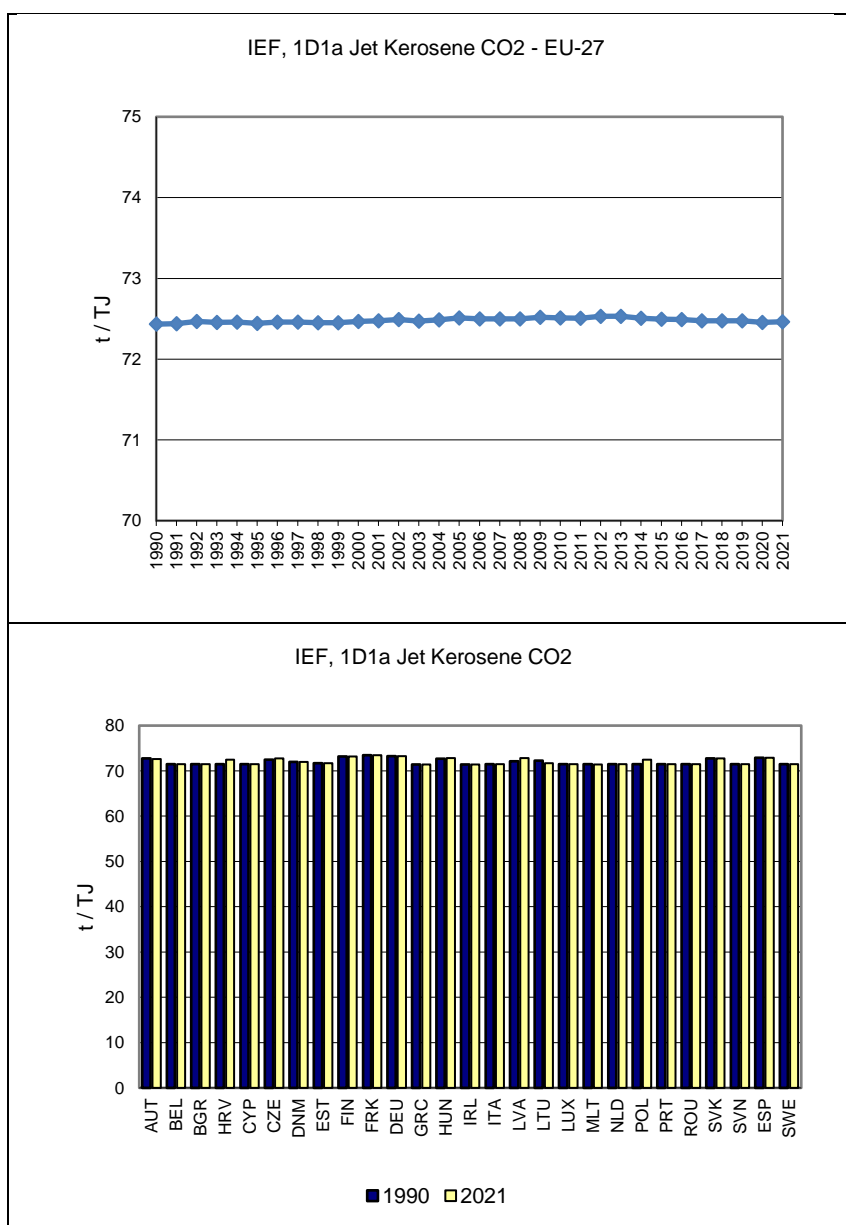 IEF, 1D1a Jet Kerosene CO2 - EU-27
75
74
73
72
71
70
t / TJ
1990
1991
1992
1993
1994
1995
1996
1997
1998
1999
2000
2001
2002
2003
2004
2005
2006
2007
2008
2009
2010
2011
2012
2013
2014
2015
2016
2017
2018
2019
2020
2021
IEF, 1D1a Jet Kerosene CO2
80
70
60
50
40
30
20
10
0
t / TJ
AUT
BEL
BGR
HRV
CYP
CZE
DNM
EST
FIN
FRK
DEU
GRC
HUN
IRL
ITA
LVA
LTU
LUX
MLT
NLD
POL
PRT
ROU
SVK
SVN
ESP
SWE
1990 2021